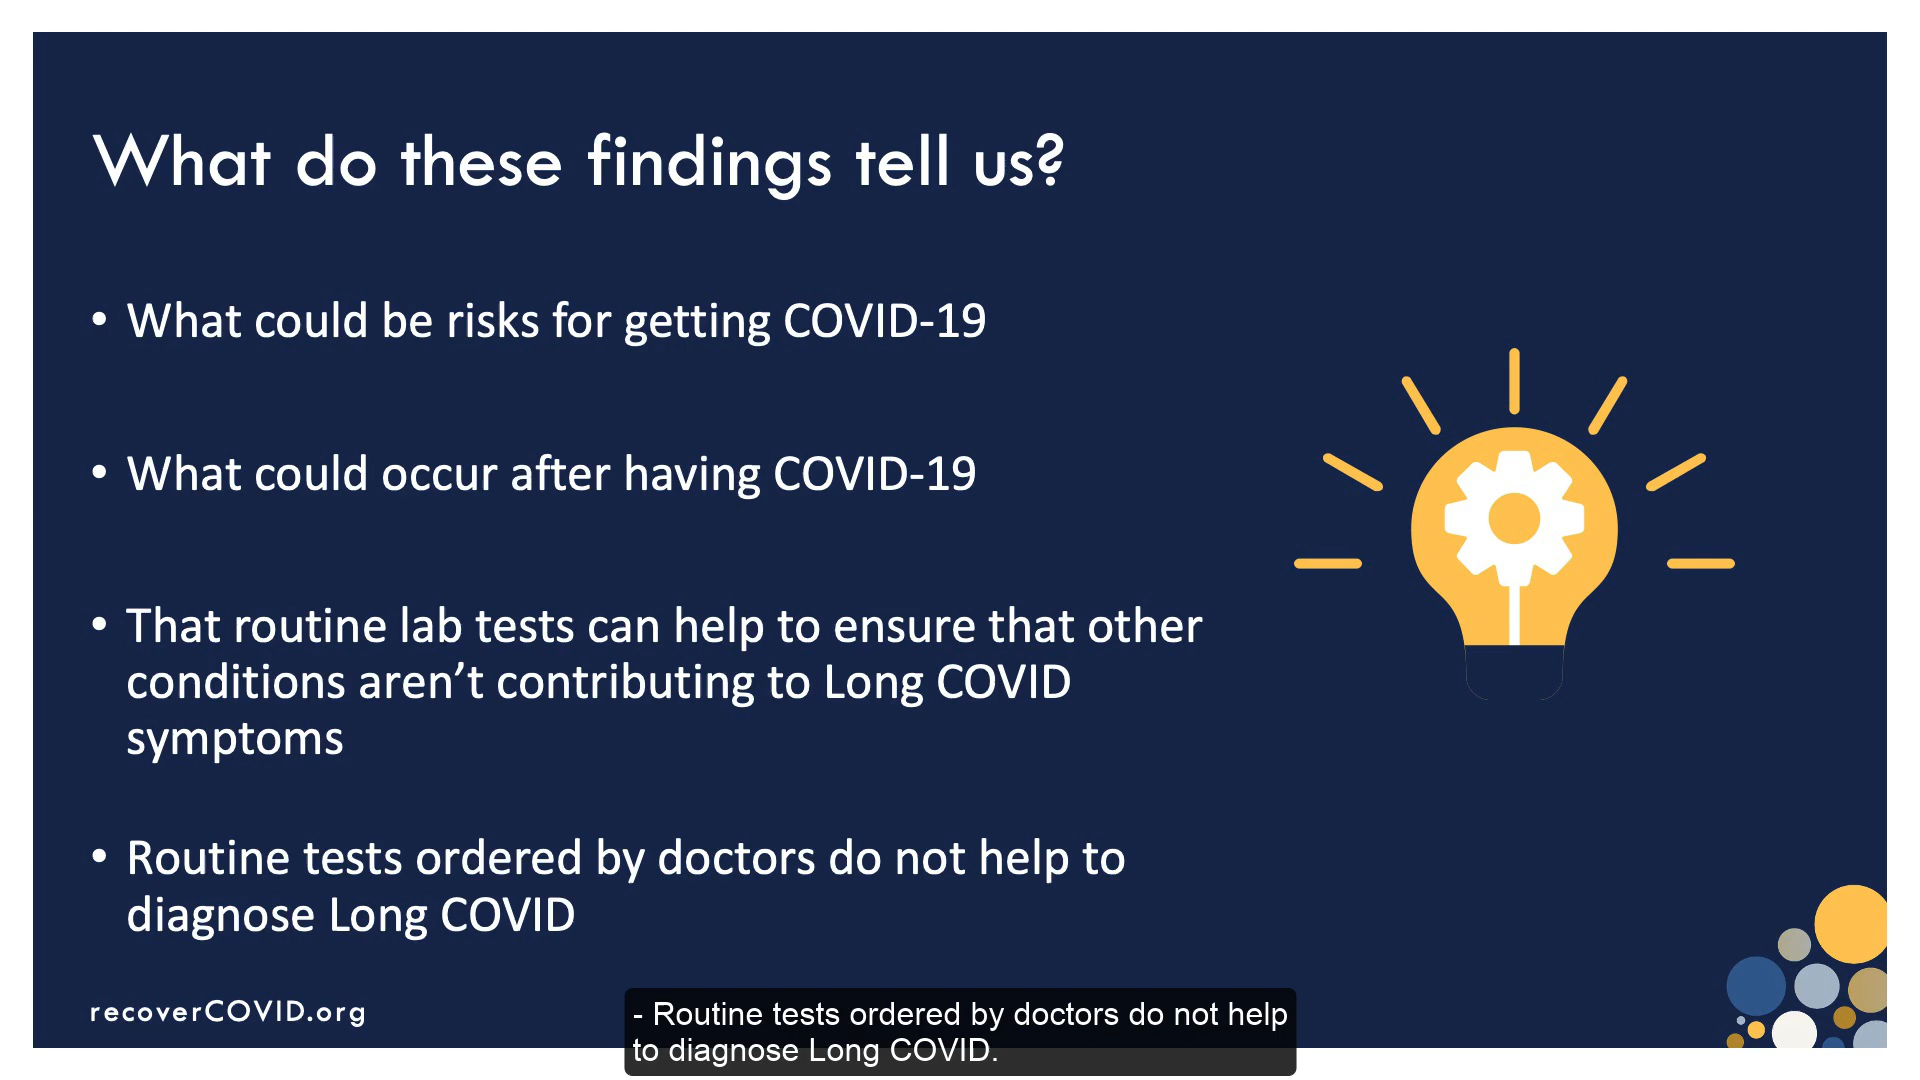 What do these findings tell us?
• What could be risks for getting COVID-19
• What could occur after having COVID-19
• That routine lab tests can help to ensure that other
conditions aren’t contributing to Long COVID
symptoms
• Routine tests ordered by doctors do not help to
diagnose Long COVID
recoverCOVID.org
- Routine tests ordered by doctors do not help
to diagnose Long COVID.